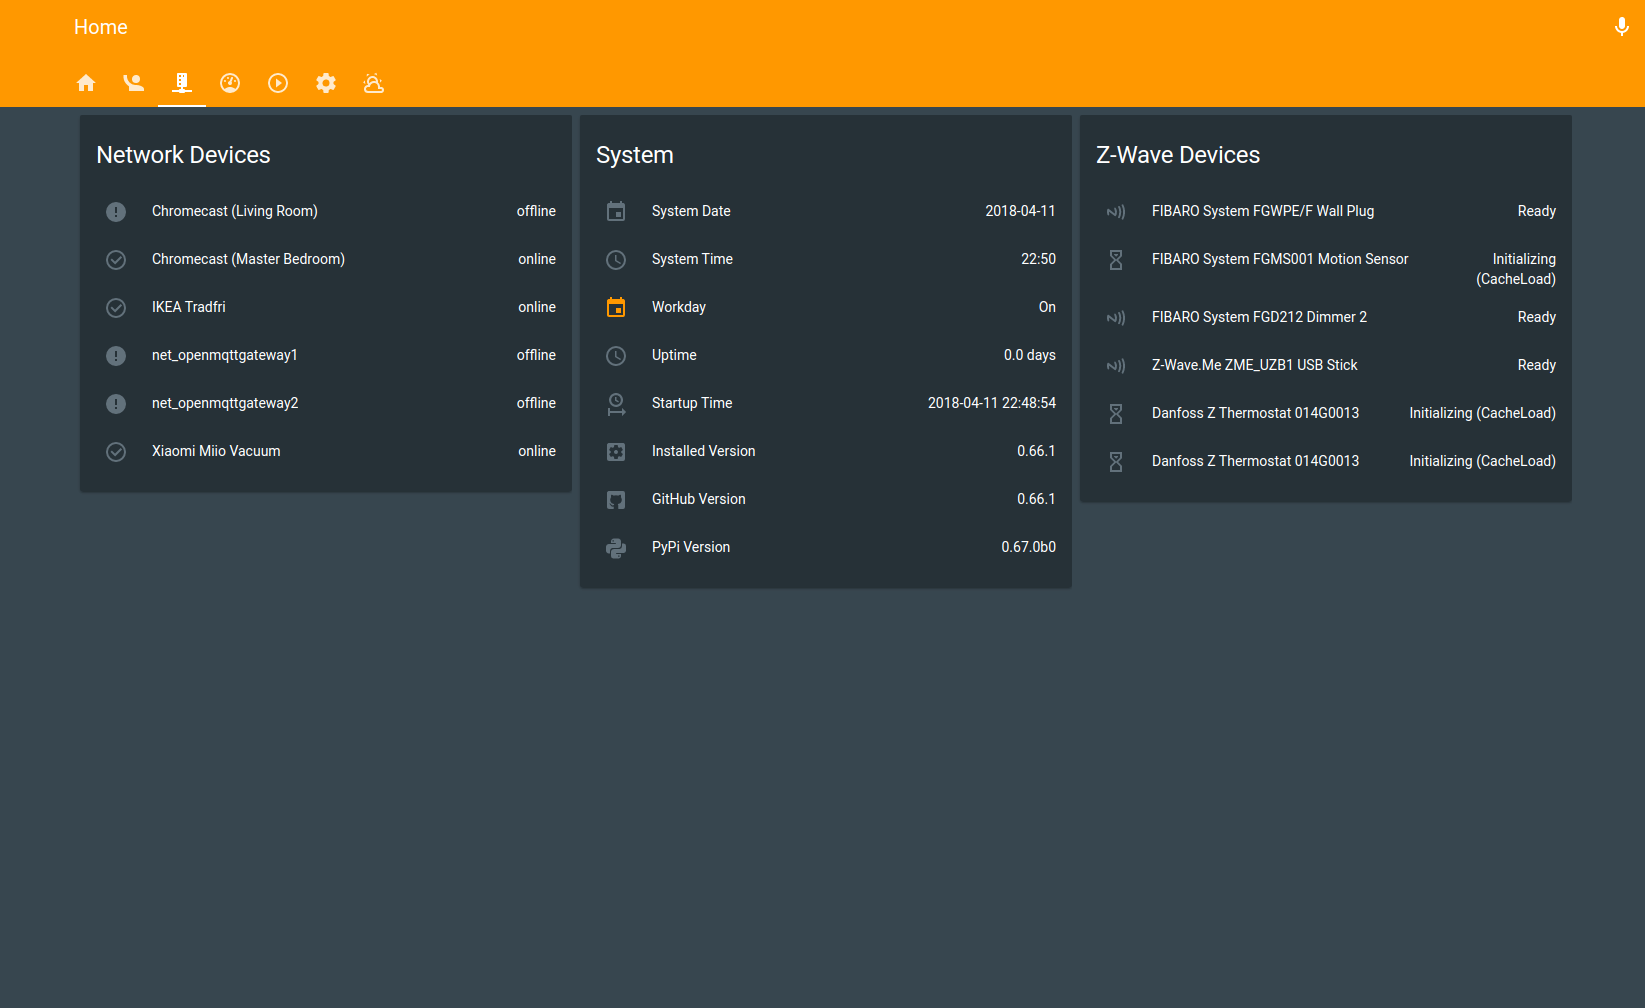 Home
Network Devices
Chromecast (Living Room) offline
Chromecast (Master Bedroom) online
IKEA Tradfri online
net_openmqttgateway1 offline
net_openmqttgateway2 offline
Xiaomi Miio Vacuum online
System
System Date 2018-04-11
System Time 22:50
Workday On
Uptime 0.0 days
Startup Time 2018-04-11 22:48:54
Installed Version 0.66.1
GitHub Version 0.66.1
PyPi Version 0.67.0b0
Z-Wave Devices
FIBARO System FGWPE/F Wall Plug Ready
FIBARO System FGMS001 Motion Sensor Initializing
(CacheLoad)
FIBARO System FGD212 Dimmer 2 Ready
Z-Wave.Me ZME_UZB1 USB Stick Ready
Danfoss Z Thermostat 014G0013 Initializing (CacheLoad)
Danfoss Z Thermostat 014G0013 Initializing (CacheLoad)